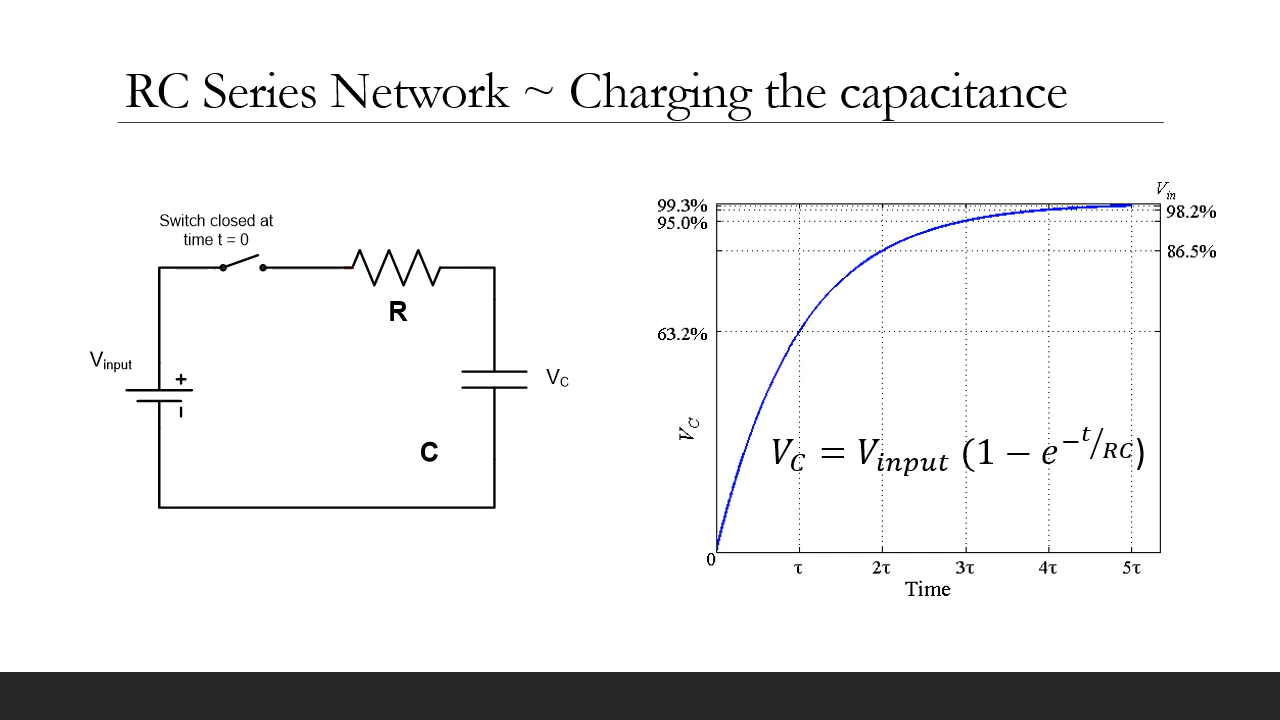 RC Series Network ~ Charging the capacitance
Switch closed at
time t = 0
R
V_input
+
−
V_C
C
V_in
99.3%
98.2%
95.0%
86.5%
63.2%
V_C
V_C = V_input (1 − e^{−t/RC})
0
τ 2τ 3τ 4τ 5τ
Time